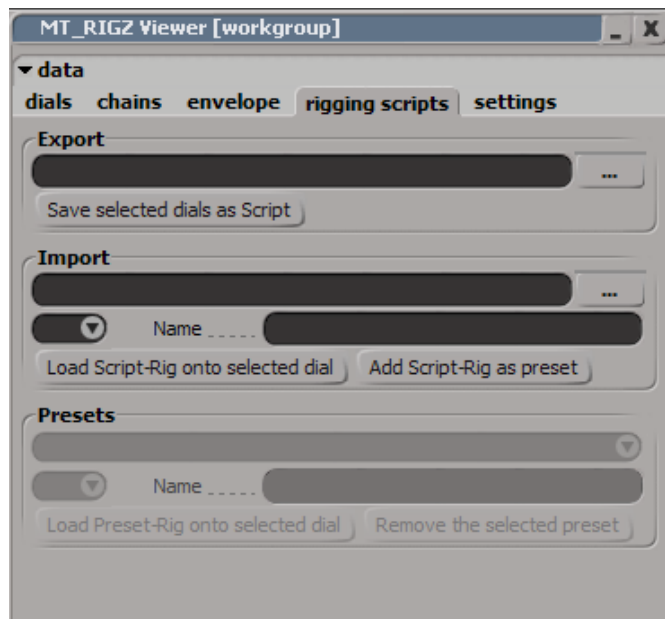 MT_RIGZ Viewer [workgroup] _ X
data
dials chains envelope rigging scripts settings
Export
...
Save selected dials as Script
Import
...
Name
Load Script-Rig onto selected dial Add Script-Rig as preset
Presets
Name
Load Preset-Rig onto selected dial Remove the selected preset